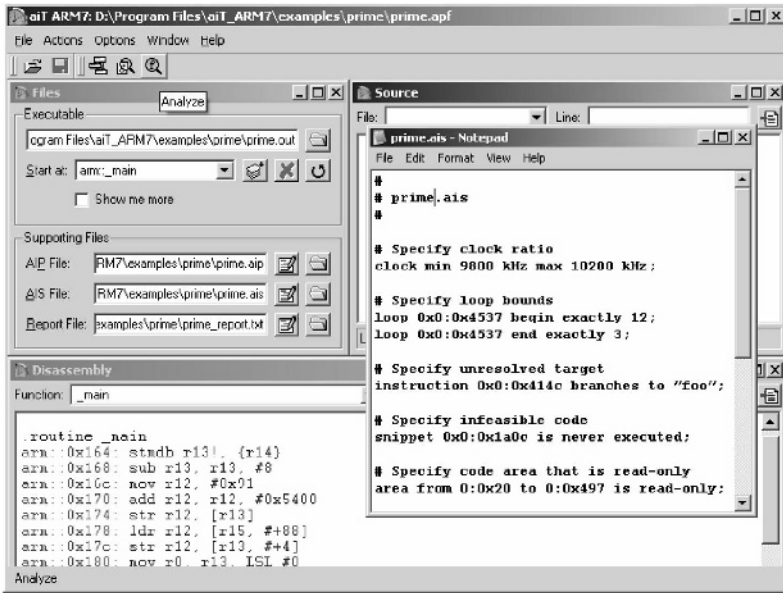 aiT ARM7: D:\Program Files\aiT_ARM7\examples\prime\prime.apf
File Actions Options Window Help
Files
Analyze
Executable
ogram Files\aiT_ARM7\examples\prime\prime.out
Start at: arm::_main
Show me more
Supporting Files
AIP File: RM7\examples\prime\prime.aip
AIS File: RM7\examples\prime\prime.ais
Report File: examples\prime\prime_report.txt
Source
File: Line:
prime.ais - Notepad
File Edit Format View Help
#
# prime.ais
#
# Specify clock ratio
clock min 9800 kHz max 10200 kHz;
# Specify loop bounds
loop 0x0:0x4537 begin exactly 12;
loop 0x0:0x4537 end exactly 3;
# Specify unresolved target
instruction 0x0:0x414c branches to "foo";
# Specify infeasible code
snippet 0x0:0x1a0c is never executed;
# Specify code area that is read-only
area from 0:0x20 to 0:0x497 is read-only;
Disassembly
Function: _main
.routine _main
arm::0x164: stmdb r13!, {r14}
arm::0x168: sub r13, r13, #8
arm::0x16c: mov r12, #0x91
arm::0x170: add r12, r12, #0x5400
arm::0x174: str r12, [r13]
arm::0x178: ldr r12, [r15, #+88]
arm::0x17c: str r12, [r13, #+4]
arm::0x180: mov r0, r13, LSL #0
Analyze